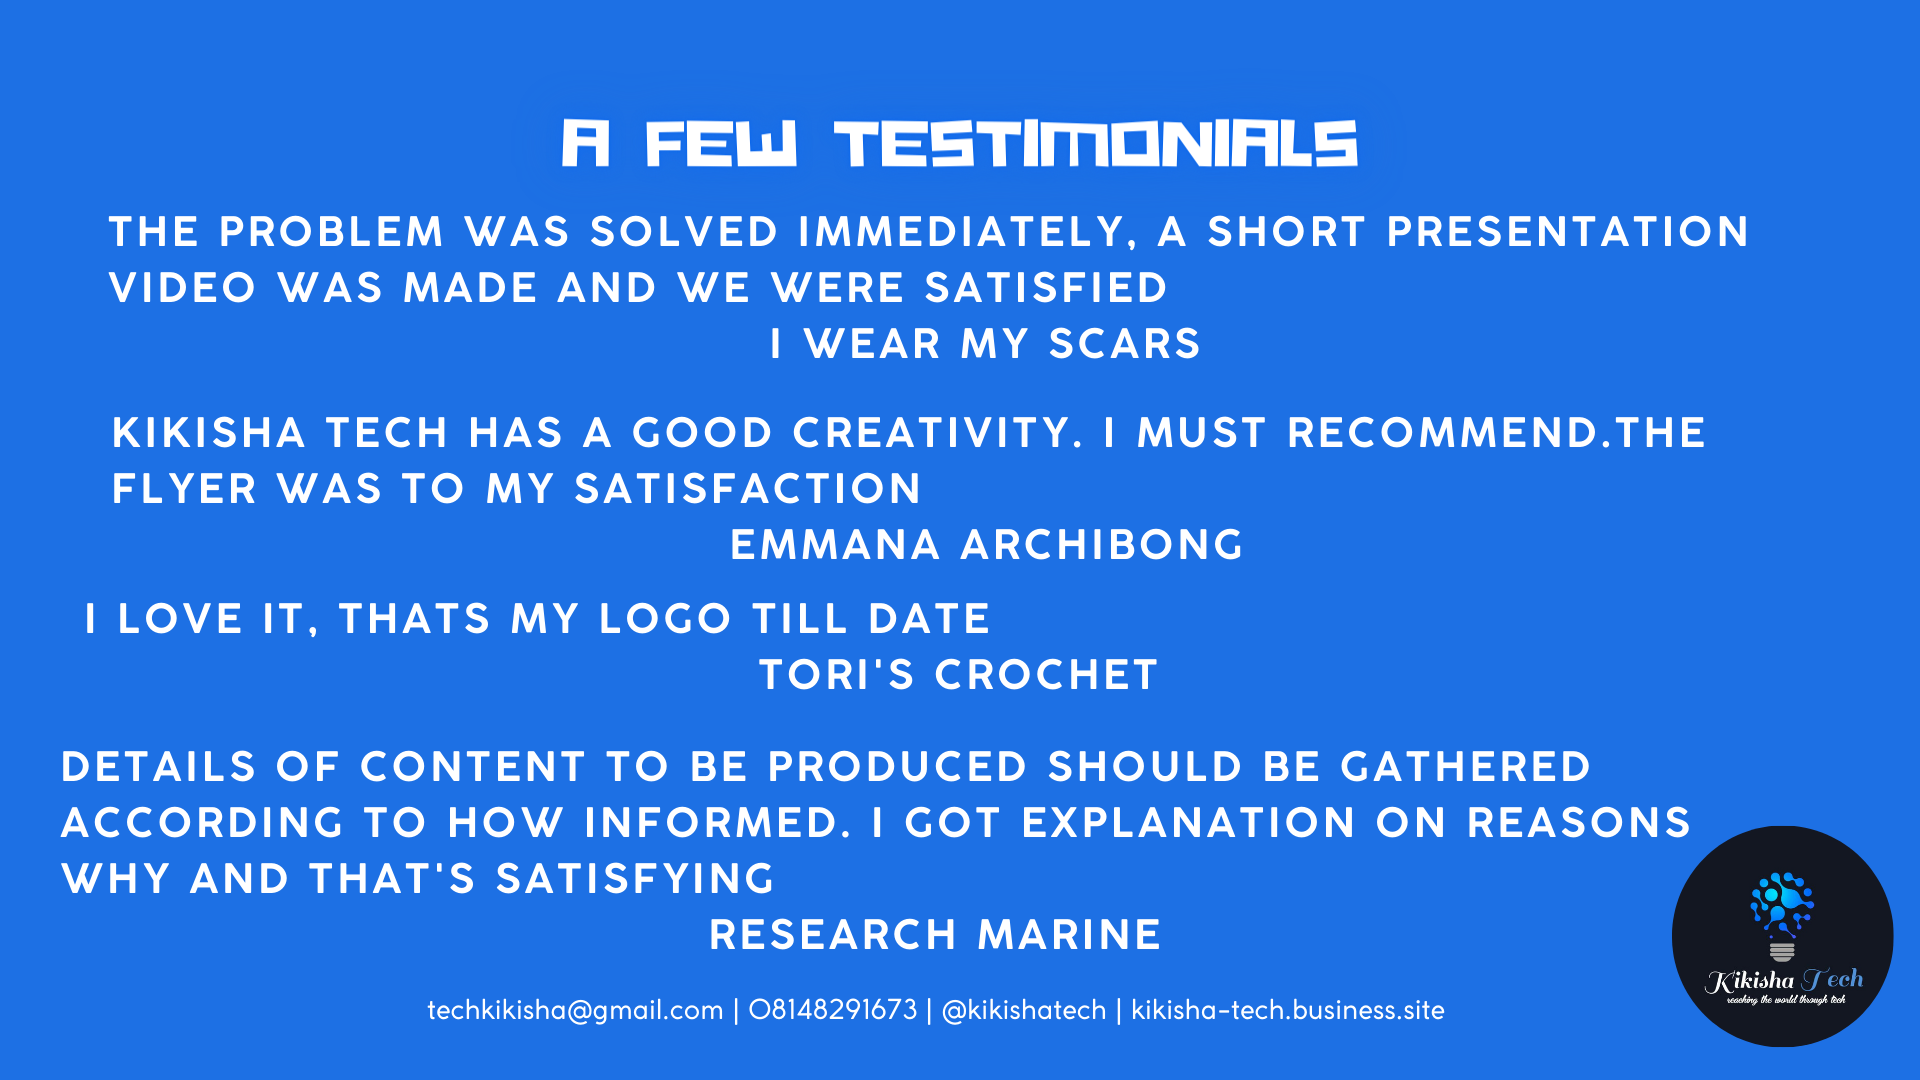 A FEW TESTIMONIALS
THE PROBLEM WAS SOLVED IMMEDIATELY, A SHORT PRESENTATION
VIDEO WAS MADE AND WE WERE SATISFIED
I WEAR MY SCARS
KIKISHA TECH HAS A GOOD CREATIVITY. I MUST RECOMMEND.THE
FLYER WAS TO MY SATISFACTION
EMMANA ARCHIBONG
I LOVE IT, THATS MY LOGO TILL DATE
TORI'S CROCHET
DETAILS OF CONTENT TO BE PRODUCED SHOULD BE GATHERED
ACCORDING TO HOW INFORMED. I GOT EXPLANATION ON REASONS
WHY AND THAT'S SATISFYING
RESEARCH MARINE
techkikisha@gmail.com | 08148291673 | @kikishatech | kikisha-tech.business.site
Kikisha Tech
reaching the world through tech